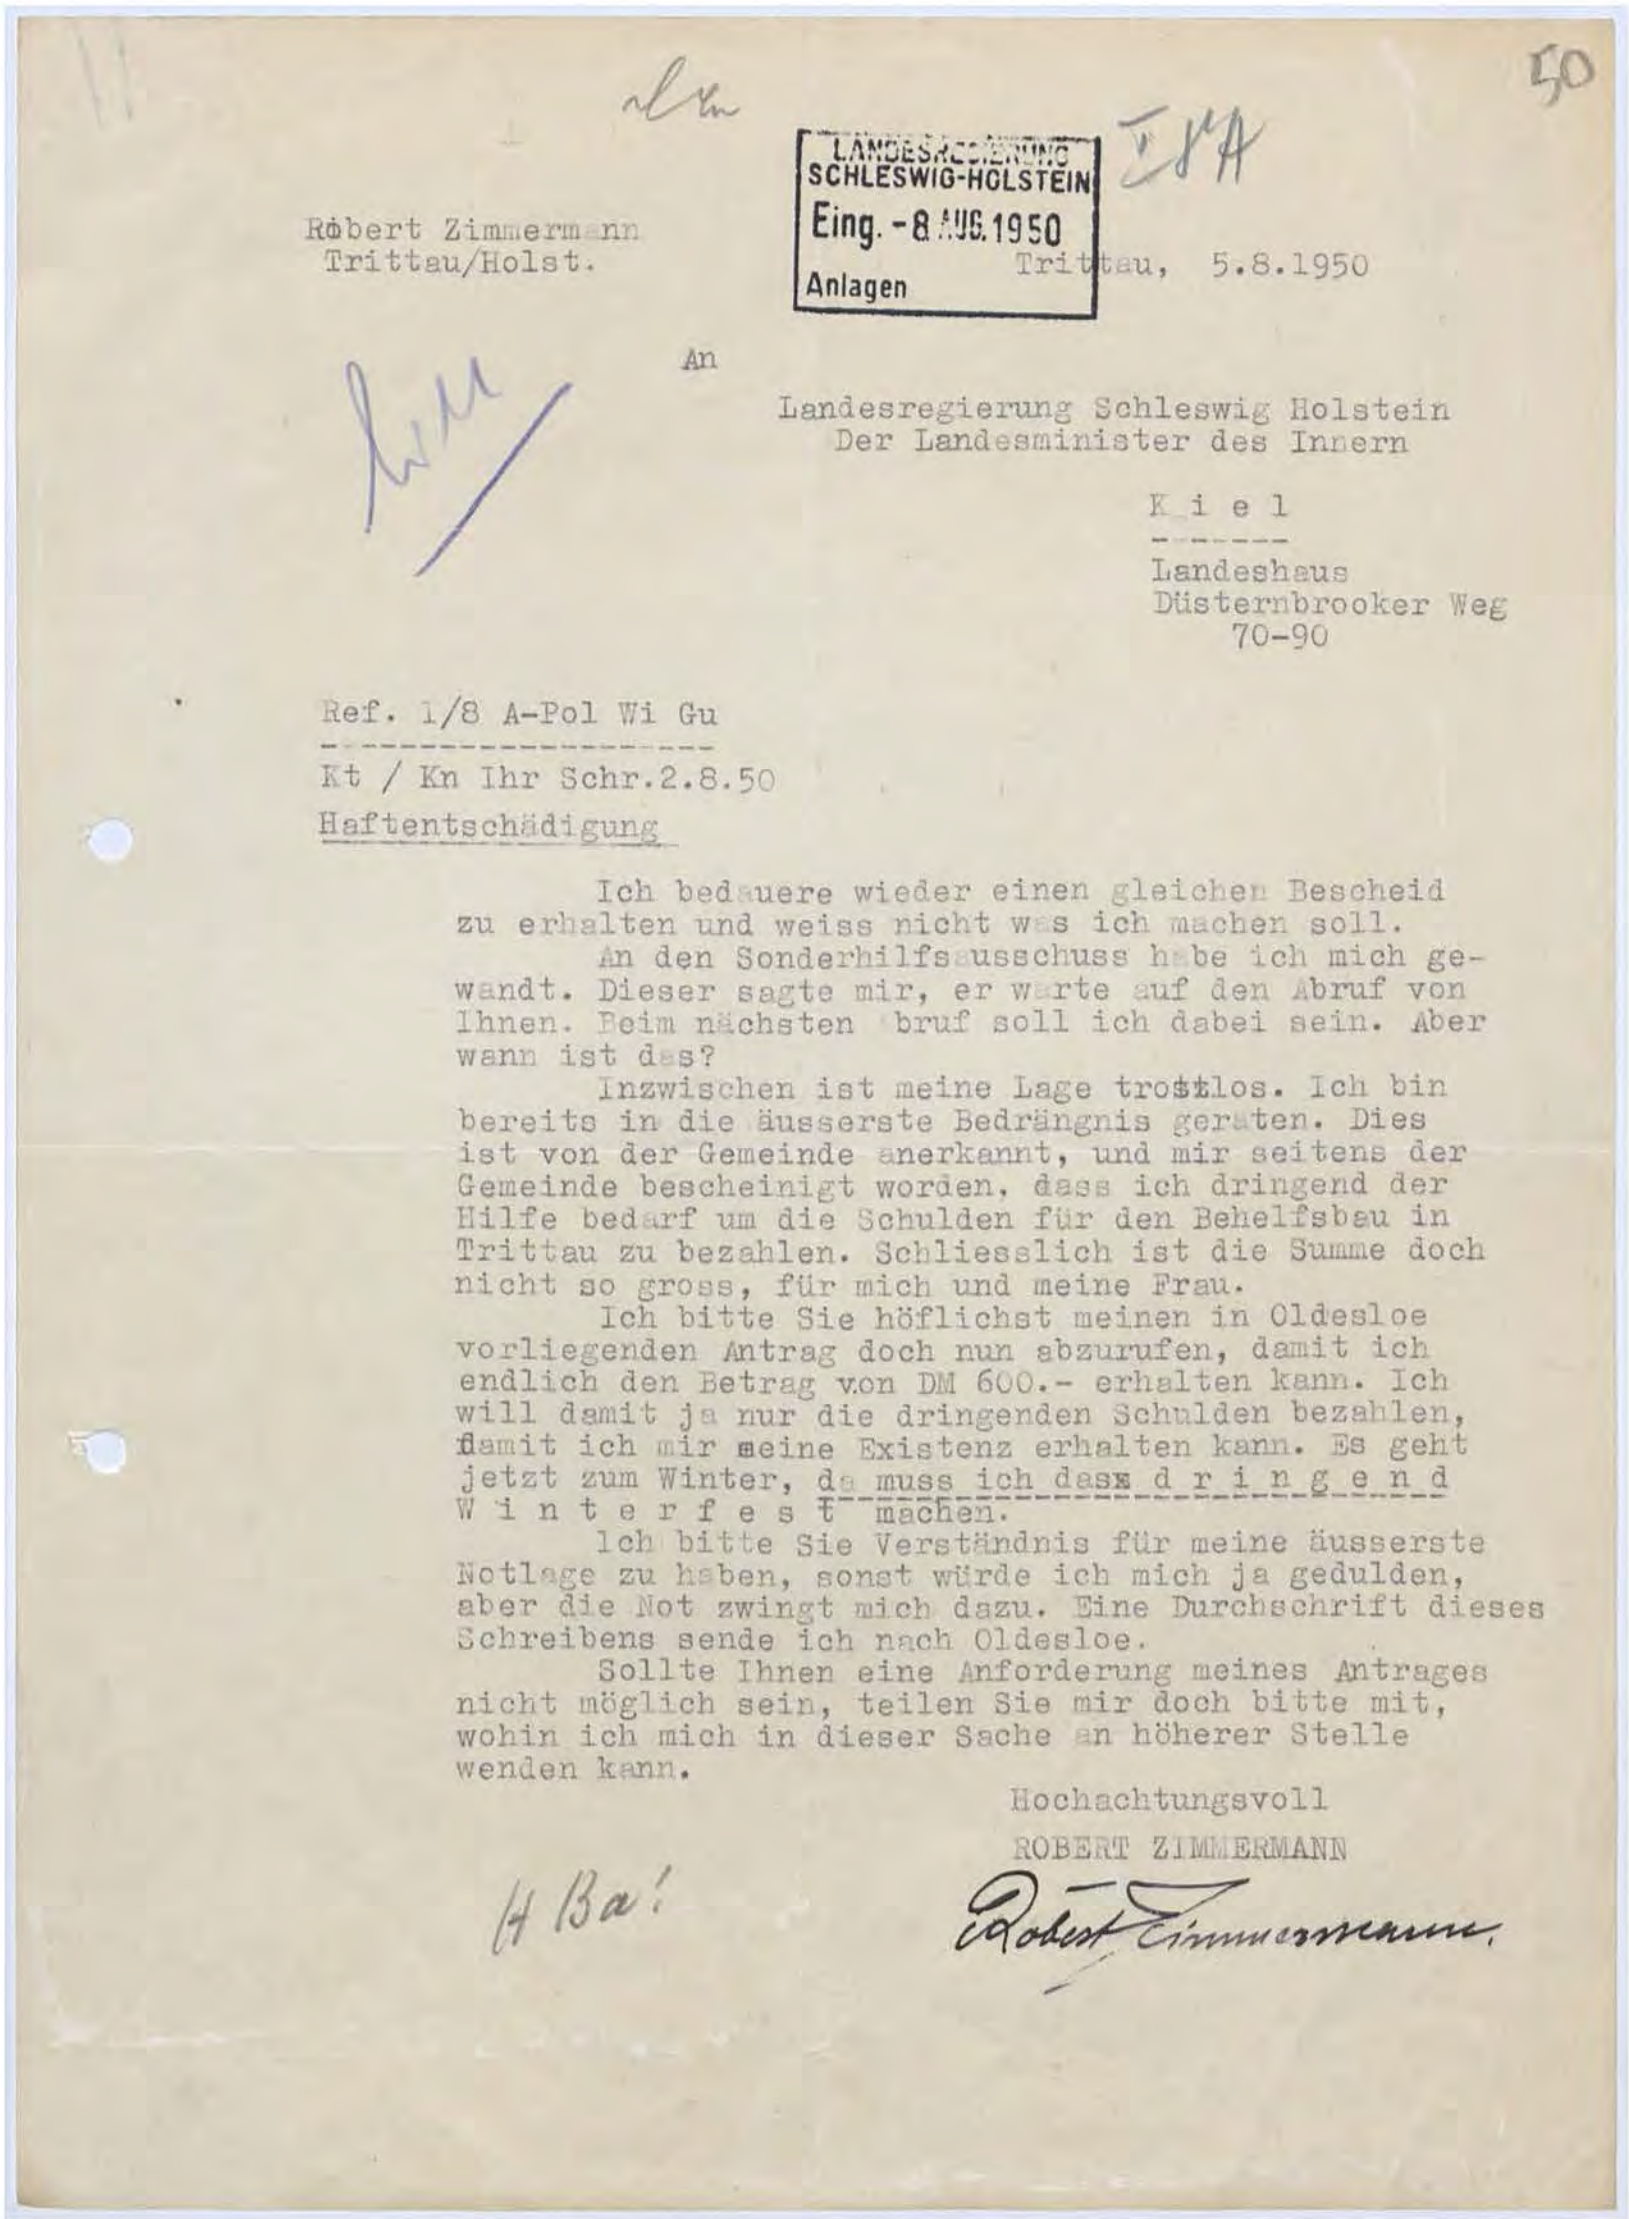 50
I 8 A
LANDESREGIERUNG
SCHLESWIG-HOLSTEIN
Eing. -8. AUG. 1950
Anlagen
Robert Zimmermann
Trittau/Holst.
Trittau, 5.8.1950
An
Landesregierung Schleswig Holstein
Der Landesminister des Innern
K i e l
Landeshaus
Düsternbrooker Weg
70-90
Ref. 1/8 A-Pol Wi Gu
Kt / Kn Ihr Schr.2.8.50
Haftentschädigung
Ich bedauere wieder einen gleichen Bescheid
zu erhalten und weiss nicht was ich machen soll.
An den Sonderhilfsausschuss habe ich mich ge-
wandt. Dieser sagte mir, er warte auf den Abruf von
Ihnen. Beim nächsten Abruf soll ich dabei sein. Aber
wann ist das?
Inzwischen ist meine Lage trostlos. Ich bin
bereits in die äusserste Bedrängnis geraten. Dies
ist von der Gemeinde anerkannt, und mir seitens der
Gemeinde bescheinigt worden, dass ich dringend der
Hilfe bedarf um die Schulden für den Behelfsbau in
Trittau zu bezahlen. Schliesslich ist die Summe doch
nicht so gross, für mich und meine Frau.
Ich bitte Sie höflichst meinen in Oldesloe
vorliegenden Antrag doch nun abzurufen, damit ich
endlich den Betrag von DM 600.- erhalten kann. Ich
will damit ja nur die dringenden Schulden bezahlen,
damit ich mir meine Existenz erhalten kann. Es geht
jetzt zum Winter, da muss ich das d r i n g e n d
W i n t e r f e s t machen.
Ich bitte Sie Verständnis für meine äusserste
Notlage zu haben, sonst würde ich mich ja gedulden,
aber die Not zwingt mich dazu. Eine Durchschrift dieses
Schreibens sende ich nach Oldesloe.
Sollte Ihnen eine Anforderung meines Antrages
nicht möglich sein, teilen Sie mir doch bitte mit,
wohin ich mich in dieser Sache an höherer Stelle
wenden kann.
Hochachtungsvoll
ROBERT ZIMMERMANN
Robert Zimmermann.
H Ba!